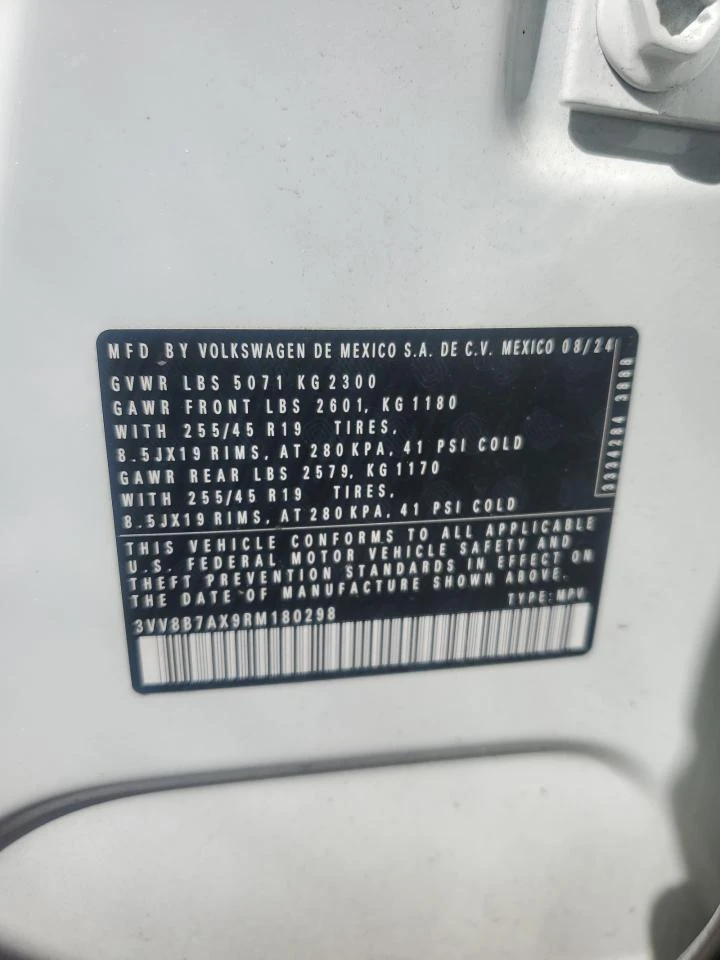 MFD BY VOLKSWAGEN DE MEXICO S.A. DE C.V. MEXICO 08/24
GVWR LBS 5071 KG 2300
GAWR FRONT LBS 2601, KG 1180
WITH 255/45 R19 TIRES,
8.5JX19 RIMS, AT 280 KPA, 41 PSI COLD
GAWR REAR LBS 2579, KG 1170
WITH 255/45 R19 TIRES,
8.5JX19 RIMS, AT 280 KPA, 41 PSI COLD
THIS VEHICLE CONFORMS TO ALL APPLICABLE
U.S. FEDERAL MOTOR VEHICLE SAFETY AND
THEFT PREVENTION STANDARDS IN EFFECT ON
THE DATE OF MANUFACTURE SHOWN ABOVE.
TYPE: MPV
3VV8B7AX9RM180298
3334284 3888